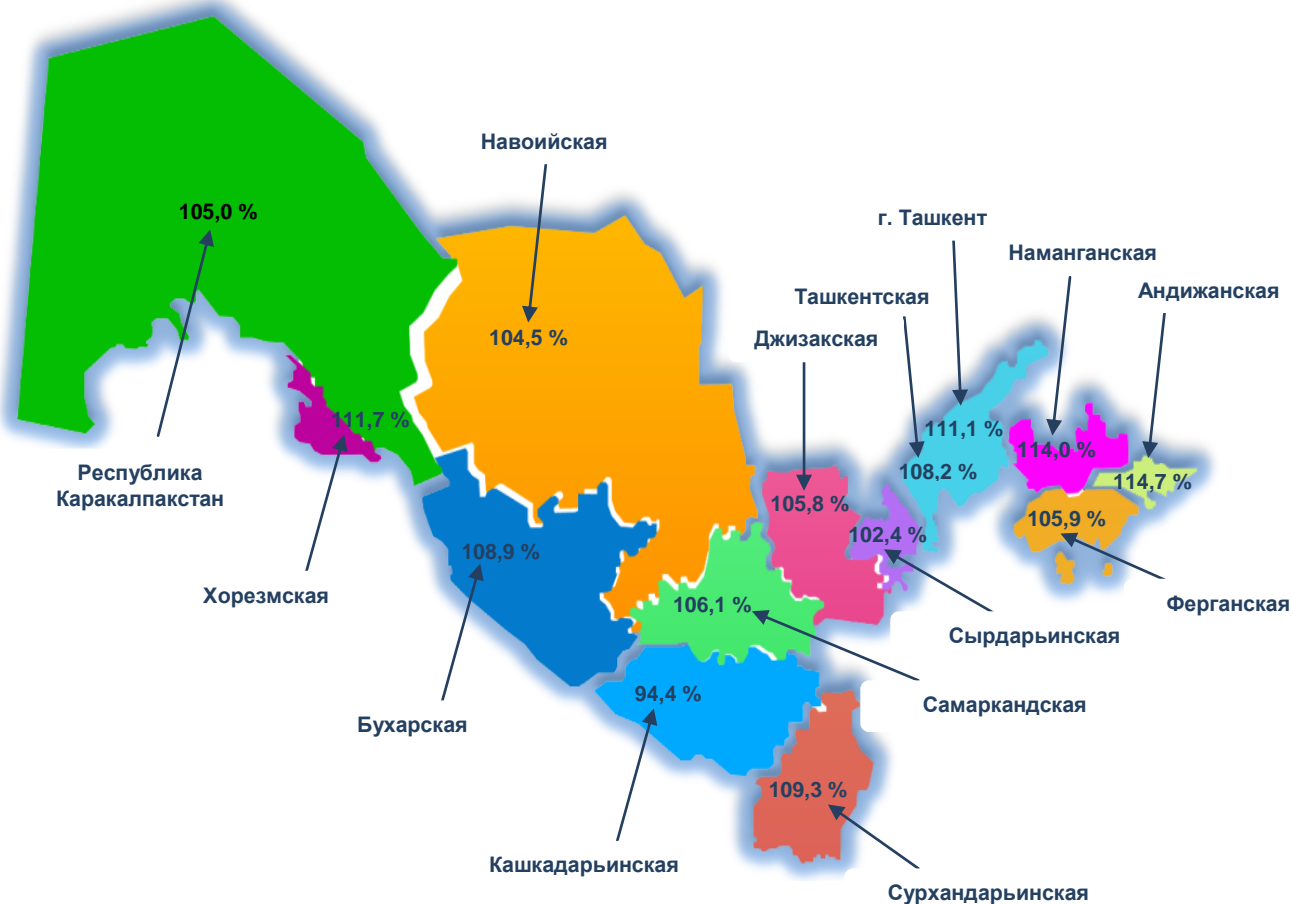 Навоийская
105,0 %
г. Ташкент
Наманганская
Андижанская
Ташкентская
Джизакская
104,5 %
111,7 %
111,1 %
114,0 %
108,2 %
114,7 %
Республика
Каракалпакстан
105,8 %
105,9 %
102,4 %
108,9 %
Хорезмская
106,1 %
Ферганская
Сырдарьинская
94,4 %
Самаркандская
Бухарская
109,3 %
Кашкадарьинская
Сурхандарьинская